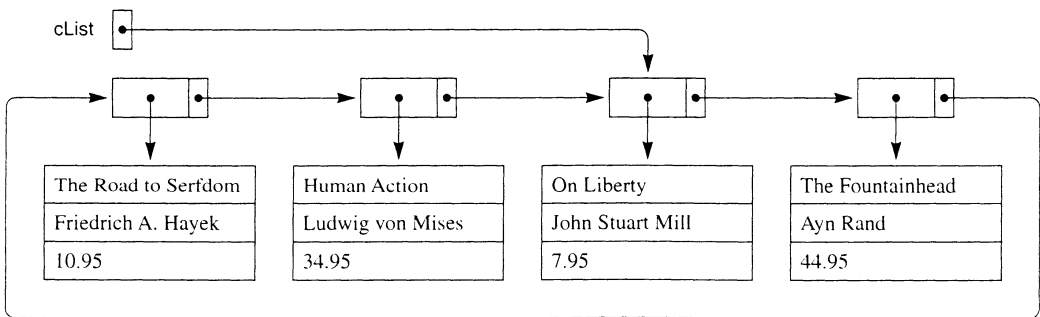 cList
The Road to Serfdom
Friedrich A. Hayek
10.95
Human Action
Ludwig von Mises
34.95
On Liberty
John Stuart Mill
7.95
The Fountainhead
Ayn Rand
44.95